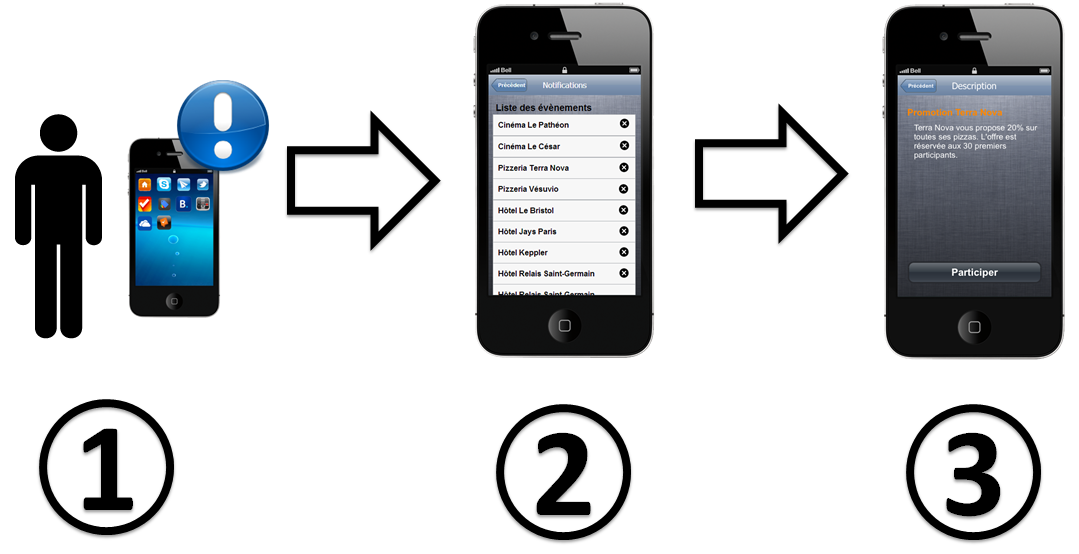 Bell
Précédent
Notifications
Liste des évènements
Cinéma Le Pathéon
Cinéma Le César
Pizzeria Terra Nova
Pizzeria Vésuvio
Hôtel Le Bristol
Hôtel Jays Paris
Hôtel Keppler
Hôtel Relais Saint-Germain
Hôtel Relais Saint Germain
Bell
Précédent
Description
Promotion Terra Nova
Terra Nova vous propose 20% sur
toutes ses pizzas. L'offre est
réservée aux 30 premiers
participants.
Participer
1
2
3